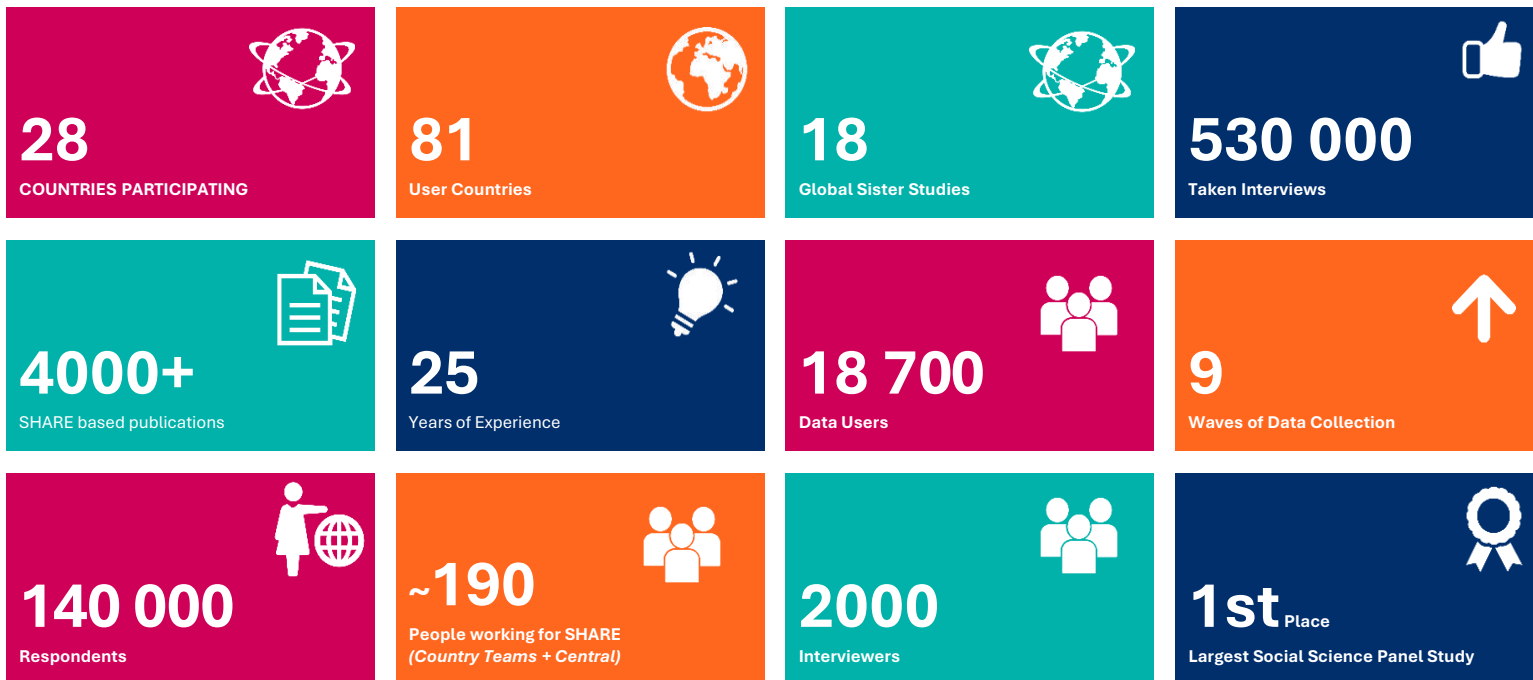 28
COUNTRIES PARTICIPATING
81
User Countries
18
Global Sister Studies
530 000
Taken Interviews
4000+
SHARE based publications
25
Years of Experience
18 700
Data Users
9
Waves of Data Collection
140 000
Respondents
~190
People working for SHARE
(Country Teams + Central)
2000
Interviewers
1st Place
Largest Social Science Panel Study